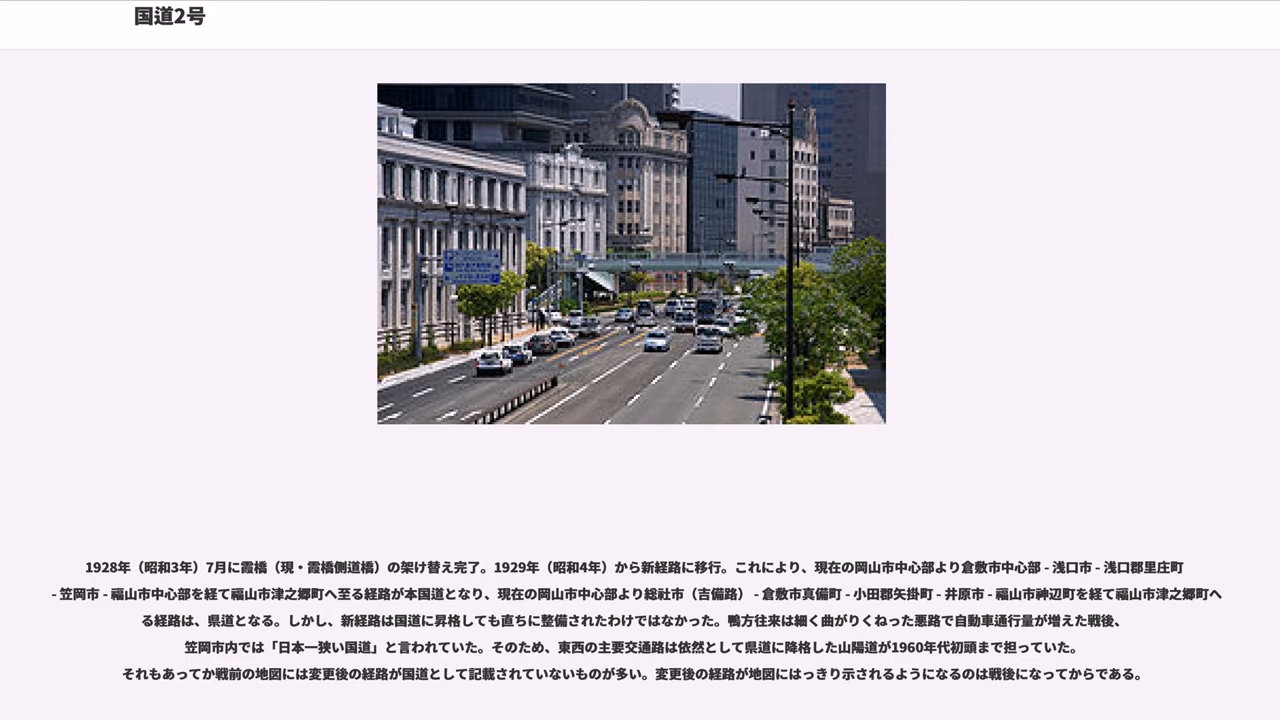 国道2号
1928年（昭和3年）7月に霞橋（現・霞橋側道橋）の架け替え完了。1929年（昭和4年）から新経路に移行。これにより、現在の岡山市中心部より倉敷市中心部 - 浅口市 - 浅口郡里庄町
- 笠岡市 - 福山市中心部を経て福山市津之郷町へ至る経路が本国道となり、現在の岡山市中心部より総社市（吉備路） - 倉敷市真備町 - 小田郡矢掛町 - 井原市 - 福山市神辺町を経て福山市津之郷町へ
る経路は、県道となる。しかし、新経路は国道に昇格しても直ちに整備されたわけではなかった。鴨方往来は細く曲がりくねった悪路で自動車通行量が増えた戦後、
笠岡市内では「日本一狭い国道」と言われていた。そのため、東西の主要交通路は依然として県道に降格した山陽道が1960年代初頭まで担っていた。
それもあってか戦前の地図には変更後の経路が国道として記載されていないものが多い。変更後の経路が地図にはっきり示されるようになるのは戦後になってからである。